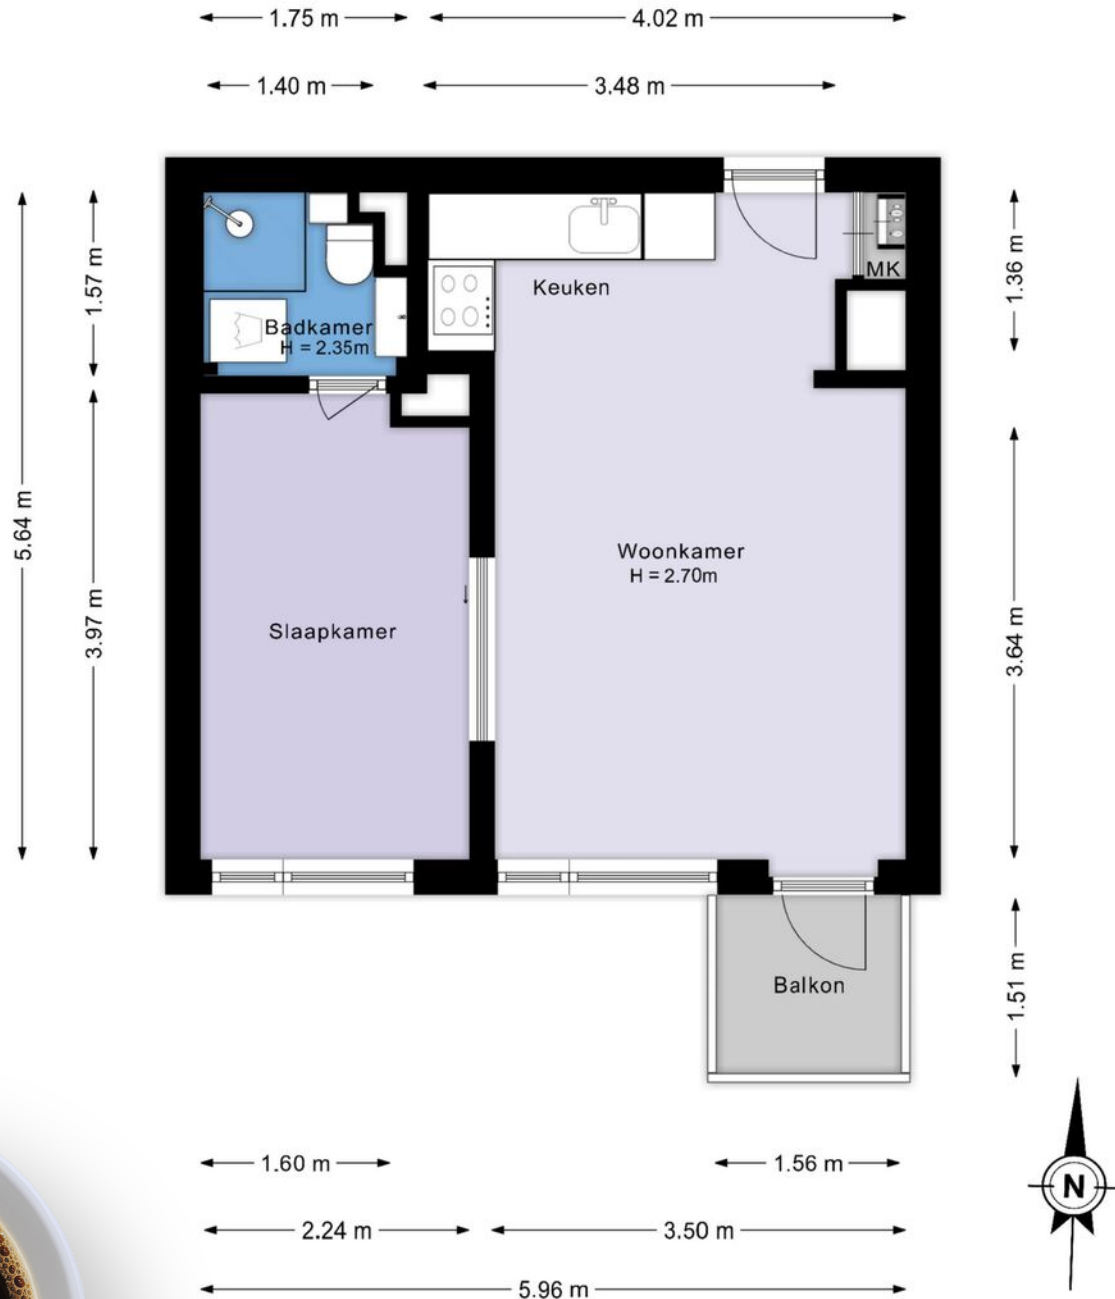 1.75 m
4.02 m
1.40 m
3.48 m
5.64 m
1.57 m
3.97 m
1.36 m
3.64 m
1.51 m
MK
Keuken
Badkamer
H = 2.35m
Woonkamer
H = 2.70m
Slaapkamer
Balkon
1.60 m
1.56 m
N
2.24 m
3.50 m
5.96 m